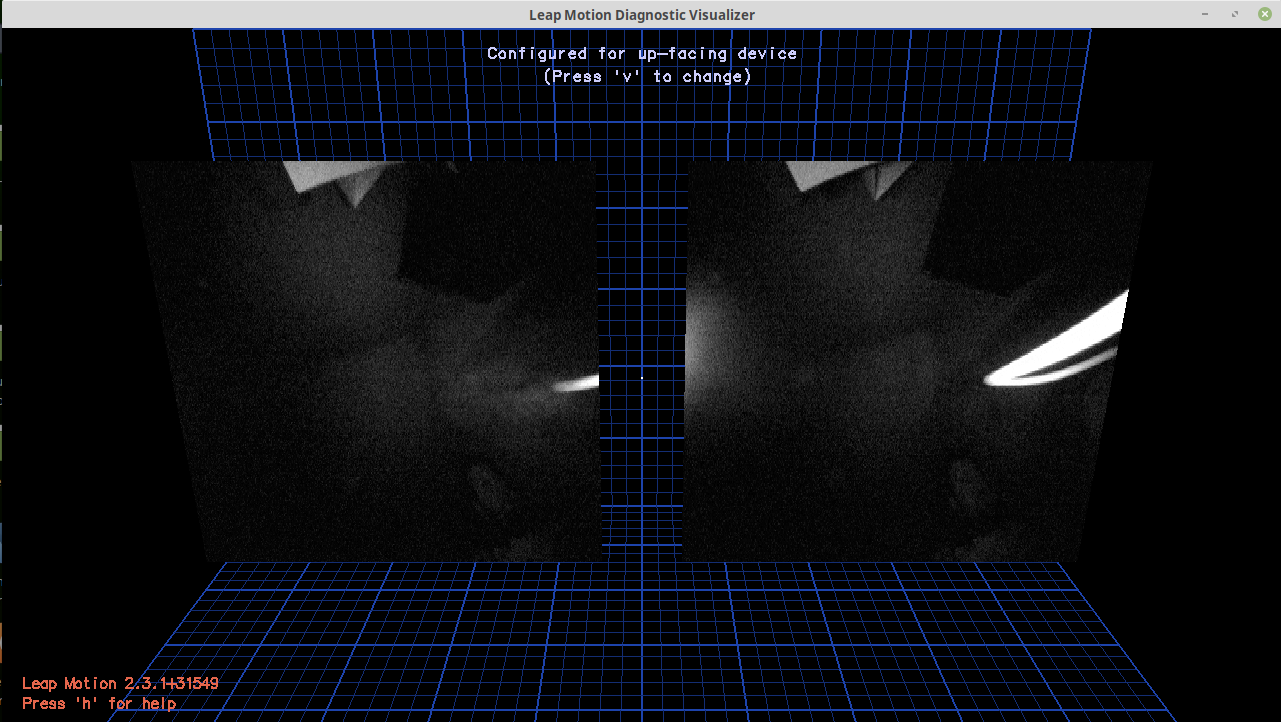 Leap Motion Diagnostic Visualizer
Configured for up-facing device
(Press 'v' to change)
Leap Motion 2.3.1+31549
Press 'h' for help